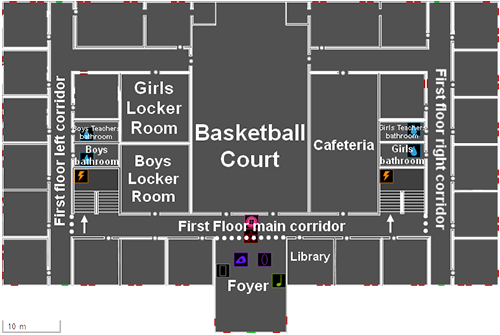 Girls
Locker
Room
Basketball
Court
Cafeteria
Boys Teachers
bathroom
Girls Teachers
bathroom
Boys
bathroom
Girls
bathroom
Boys
Locker
Room
First floor left corridor
First floor right corridor
First Floor main corridor
Library
Foyer
10 m